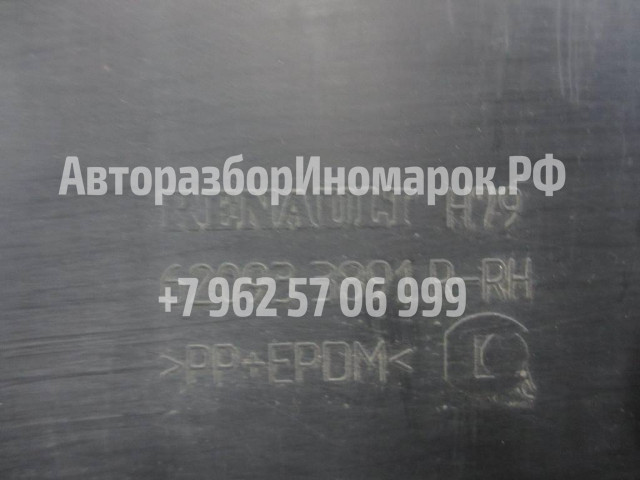 АвторазборИномарок.РФ
RENAULT H79
R-RH
+7 962 57 06 999
>PP+EPDM<
K